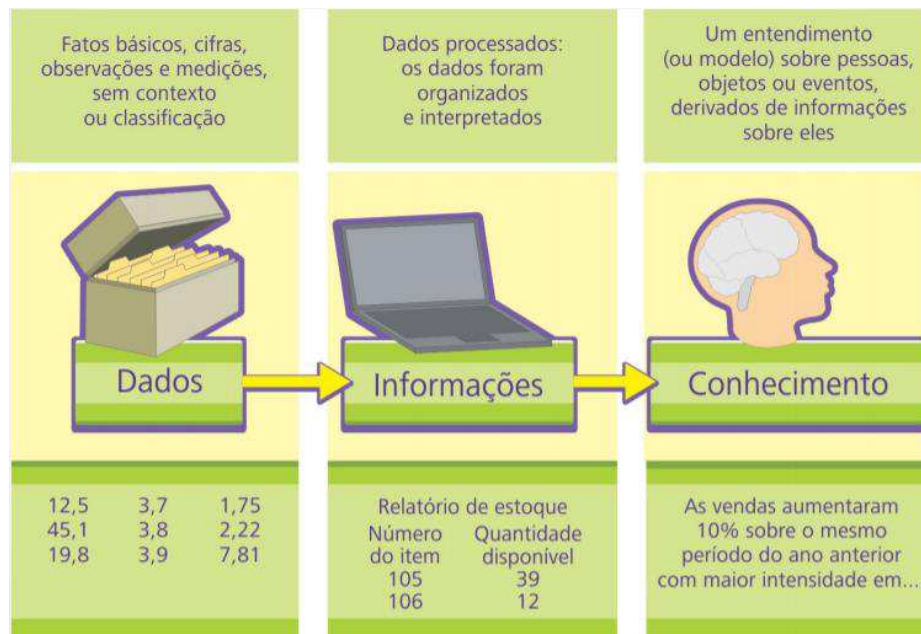 Fatos básicos, cifras,
observações e medições,
sem contexto
ou classificação
Dados processados:
os dados foram
organizados
e interpretados
Um entendimento
(ou modelo) sobre pessoas,
objetos ou eventos,
derivados de informações
sobre eles
Dados
Informações
Conhecimento
12,5 3,7 1,75
45,1 3,8 2,22
19,8 3,9 7,81
Relatório de estoque
Número Quantidade
do item disponível
105 39
106 12
As vendas aumentaram
10% sobre o mesmo
período do ano anterior
com maior intensidade em...